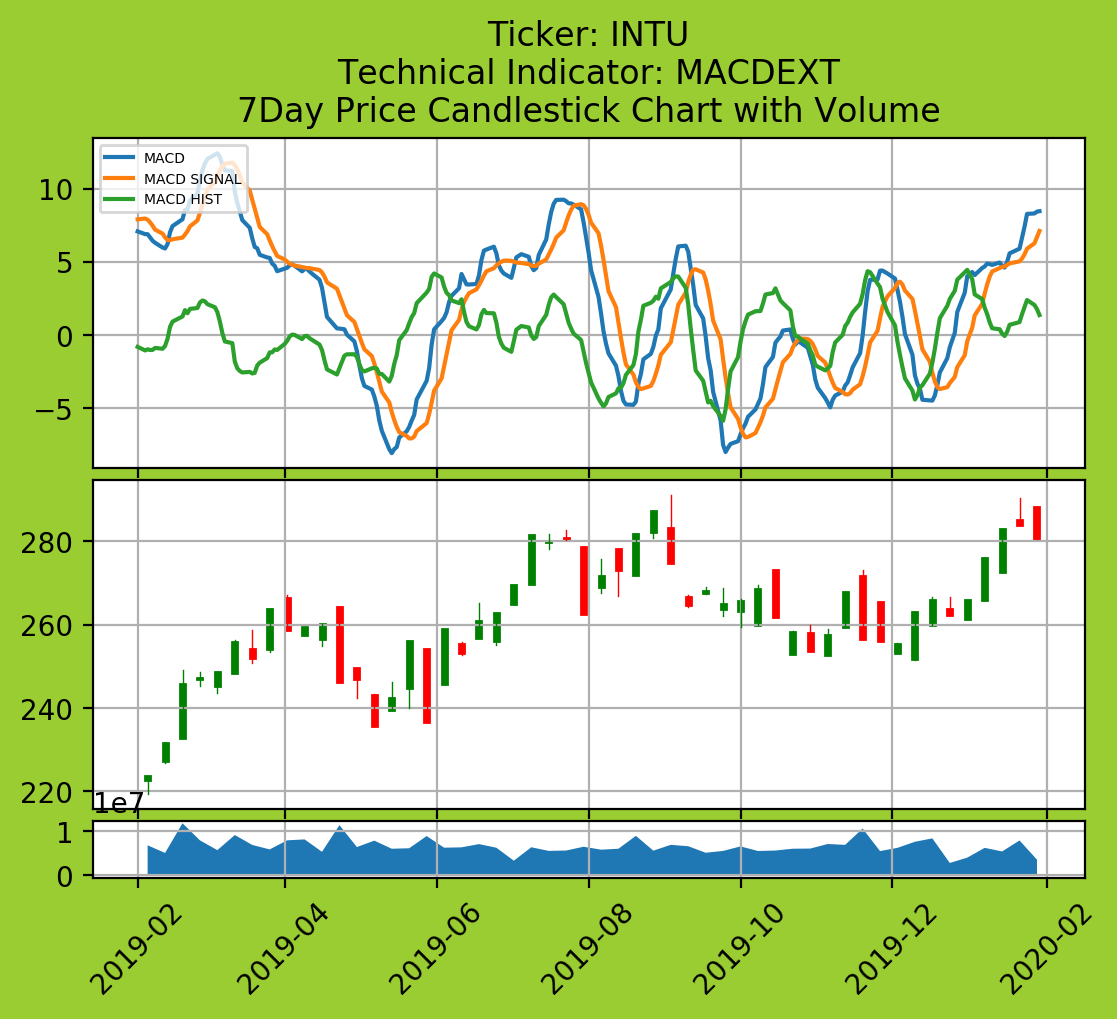 Ticker: INTU
Technical Indicator: MACDEXT
7Day Price Candlestick Chart with Volume
MACD
MACD SIGNAL
MACD HIST
10
5
0
−5
280
260
240
220
1e7
1
0
2019-02
2019-04
2019-06
2019-08
2019-10
2019-12
2020-02